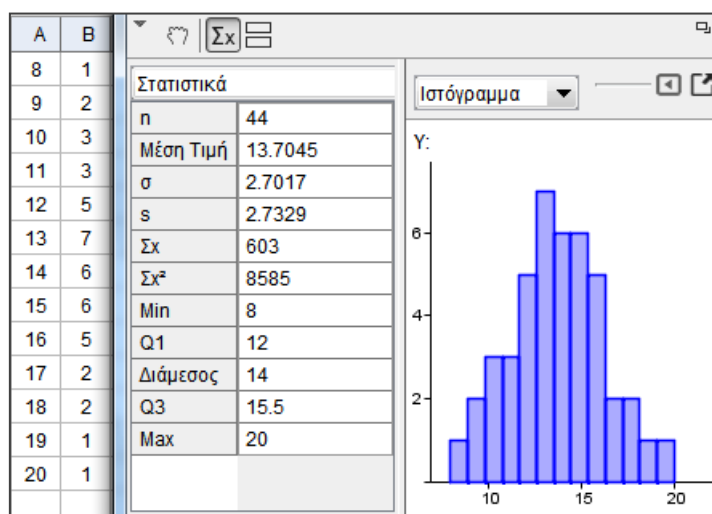 A B
8 1
9 2
10 3
11 3
12 5
13 7
14 6
15 6
16 5
17 2
18 2
19 1
20 1
Σx
Στατιστικά
n 44
Μέση Τιμή 13.7045
σ 2.7017
s 2.7329
Σx 603
Σx² 8585
Min 8
Q1 12
Διάμεσος 14
Q3 15.5
Max 20
Ιστόγραμμα
Y:
6
4
2
10 15 20